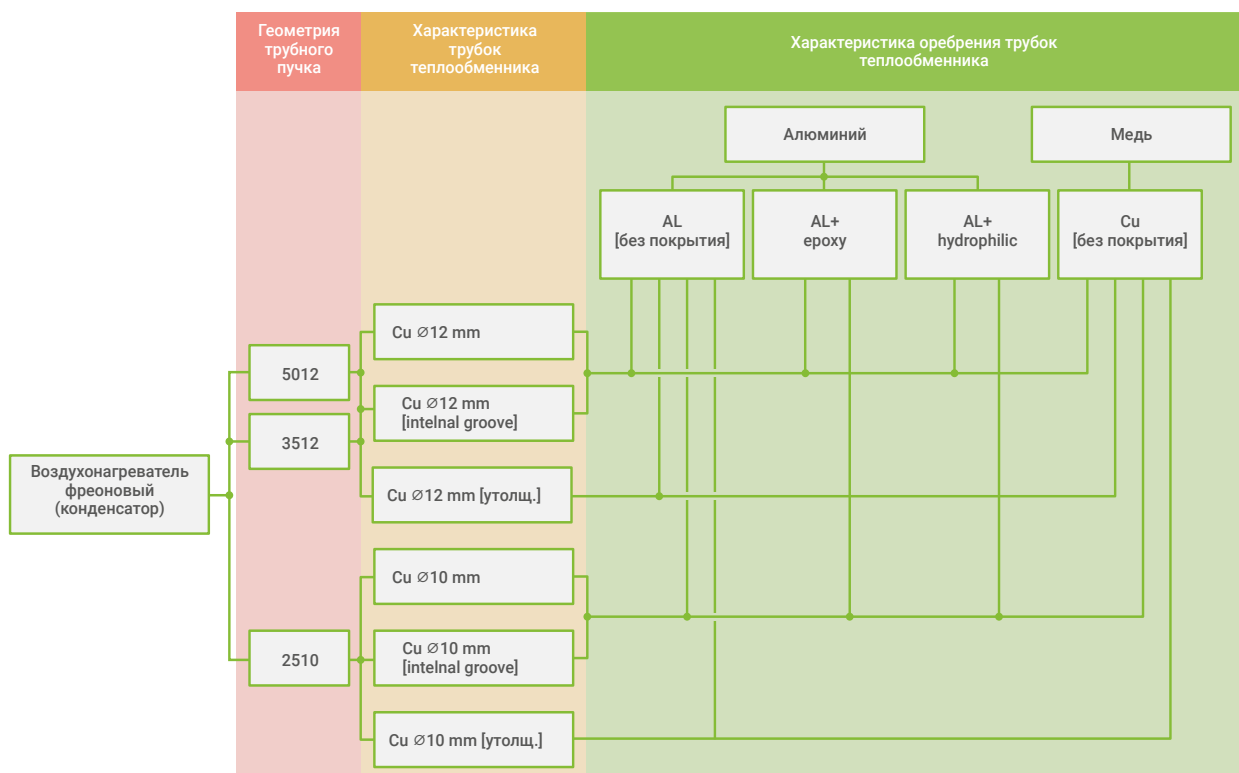 Геометрия
трубного
пучка
Характеристика
трубок
теплообменника
Характеристика оребрения трубок
теплообменника
Алюминий
Медь
AL
[без покрытия]
AL+
epoxy
AL+
hydrophilic
Cu
[без покрытия]
Cu ∅12 mm
5012
Cu ∅12 mm
[intelnal groove]
3512
Воздухонагреватель
фреоновый
(конденсатор)
Cu ∅12 mm [утолщ.]
Cu ∅10 mm
2510
Cu ∅10 mm
[intelnal groove]
Cu ∅10 mm [утолщ.]